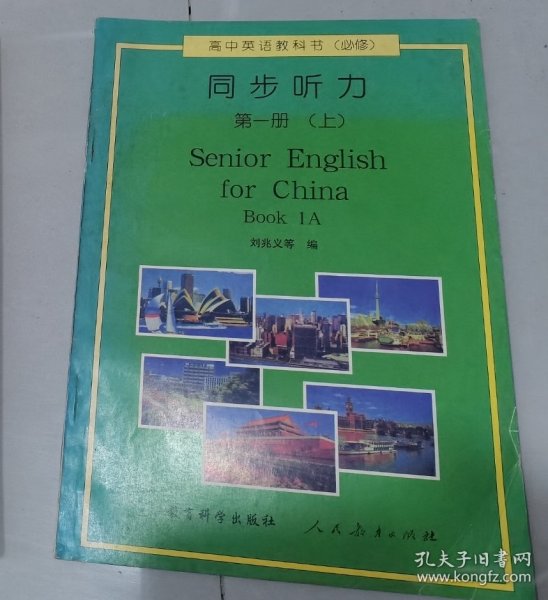 高中英语教科书（必修）
同步听力
第一册（上）
Senior English
for China
Book 1A
刘兆义等 编
教育科学出版社 人民教育出版社
孔夫子旧书网
www.kongfz.com